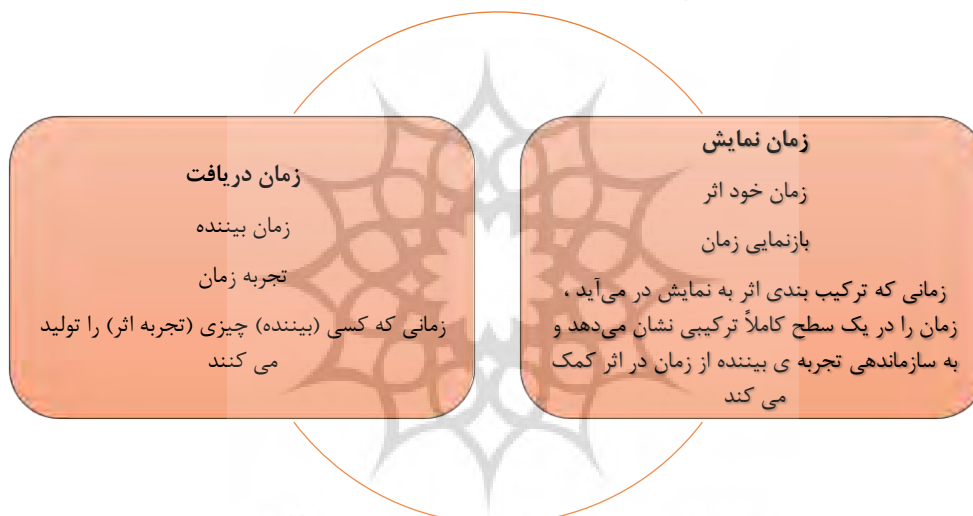 زمان نمایش
زمان خود اثر
بازنمایی زمان
زمانی که ترکیب بندی اثر به نمایش در می‌آید ،
زمان را در یک سطح کاملاً ترکیبی نشان می‌دهد و
به سازماندهی تجربه ی بیننده از زمان در اثر کمک
می کند
زمان دریافت
زمان بیننده
تجربه زمان
زمانی که کسی (بیننده) چیزی (تجربه اثر) را تولید
می کنند